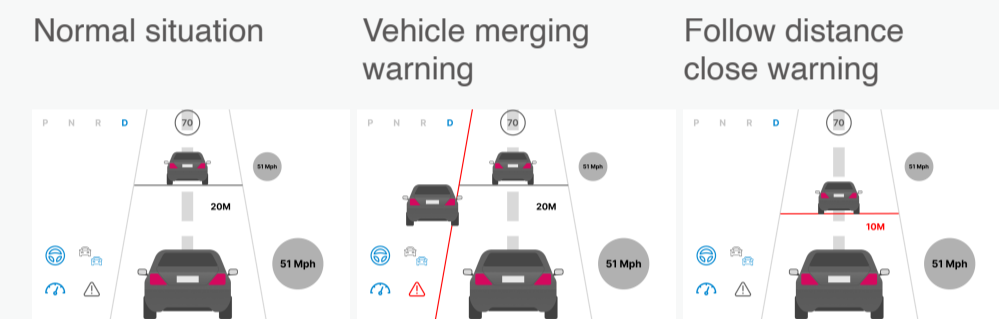 Normal situation
Vehicle merging
warning
Follow distance
close warning
P N R D
70
51 Mph
20M
51 Mph
P N R D
70
51 Mph
20M
51 Mph
P N R D
70
51 Mph
10M
51 Mph